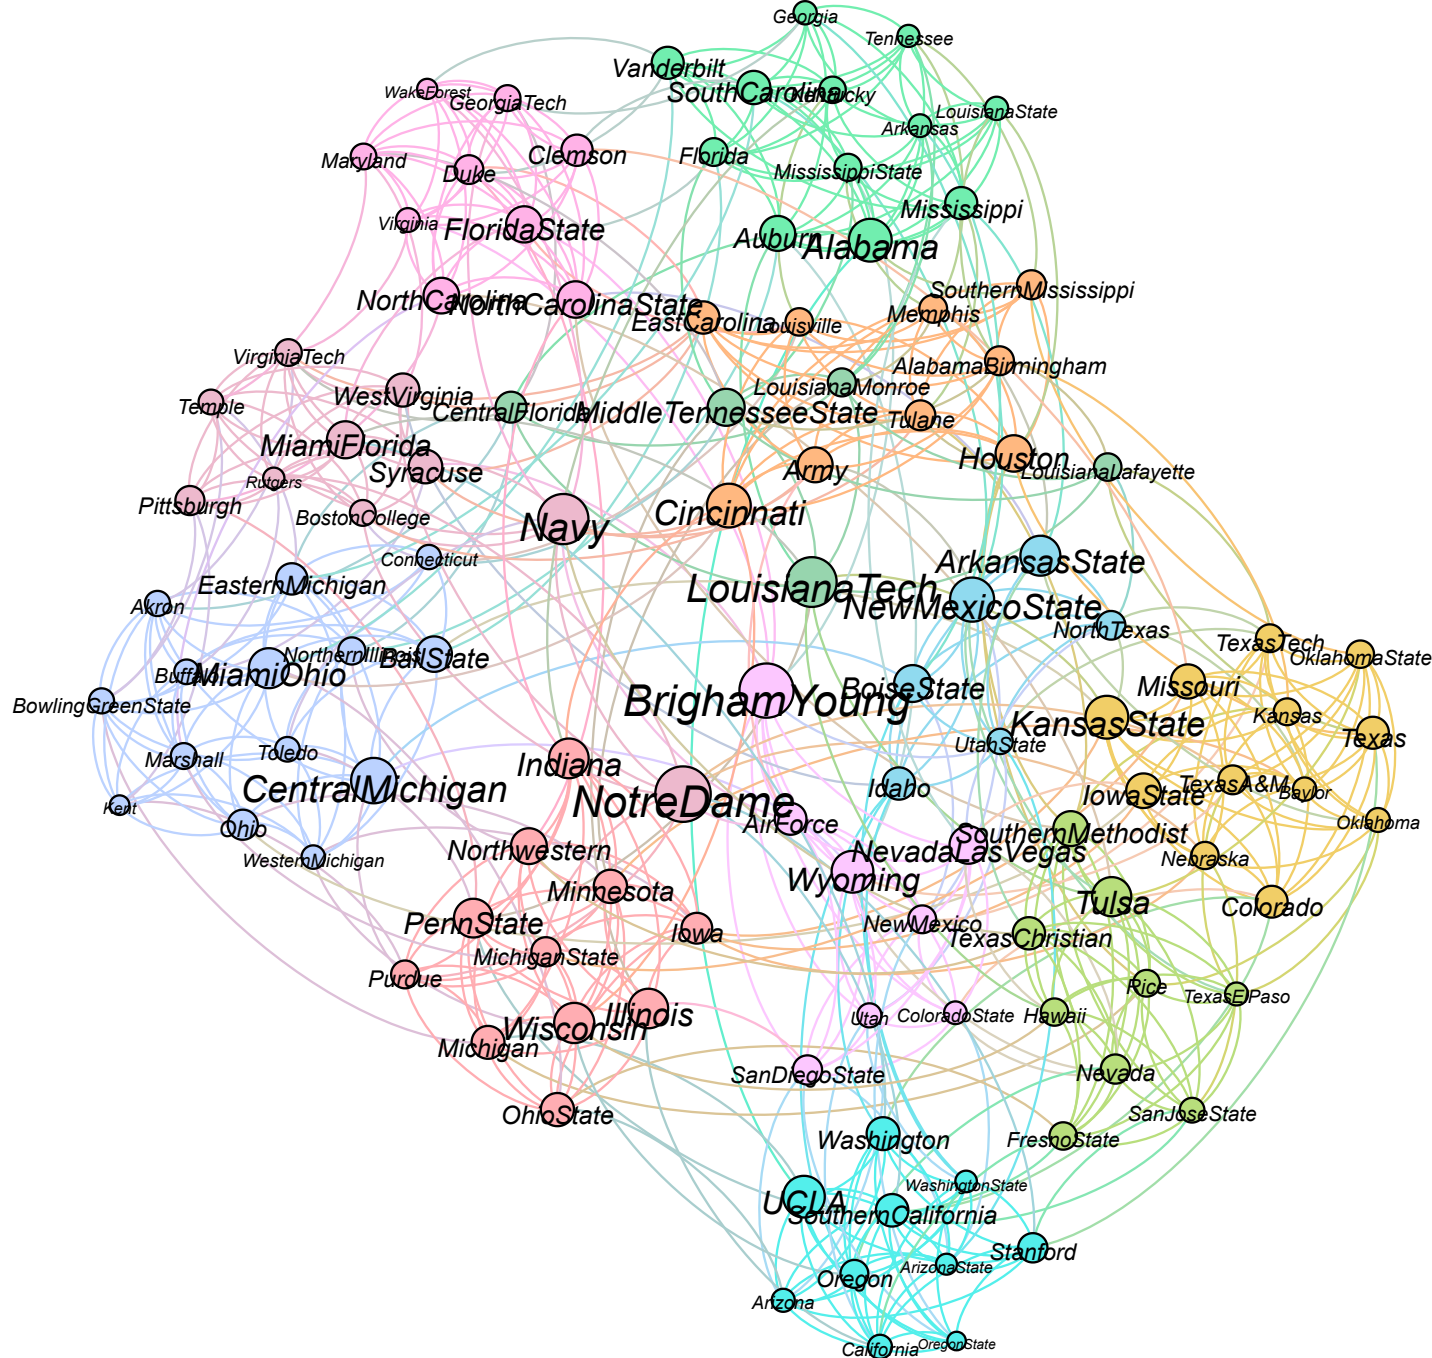 Georgia
Tennessee
Vanderbilt
SouthCarolina
Kentucky
WakeForest
GeorgiaTech
LouisianaState
Arkansas
Maryland
Duke
Clemson
Florida
MississippiState
Virginia
FloridaState
Mississippi
Auburn
Alabama
NorthCarolina
NorthCarolinaState
EastCarolina
Louisville
Memphis
SouthernMississippi
VirginiaTech
AlabamaBirmingham
LouisianaMonroe
Temple
WestVirginia
CentralFlorida
MiddleTennesseeState
Tulane
MiamiFlorida
Syracuse
Army
Houston
LouisianaLafayette
Rutgers
Pittsburgh
BostonCollege
Navy
Cincinnati
Connecticut
ArkansasState
EasternMichigan
LouisianaTech
NewMexicoState
Akron
NorthTexas
TexasTech
OklahomaState
NorthernIllinois
BallState
Buffalo
MiamiOhio
BrighamYoung
BoiseState
Missouri
BowlingGreenState
KansasState
Kansas
Texas
UtahState
Marshall
Toledo
Indiana
CentralMichigan
NotreDame
Idaho
IowaState
TexasA&M
Baylor
Kent
Ohio
AirForce
SouthernMethodist
Oklahoma
WesternMichigan
Northwestern
NevadaLasVegas
Nebraska
Minnesota
Wyoming
Tulsa
Colorado
PennState
Iowa
NewMexico
TexasChristian
MichiganState
Purdue
Rice
TexasElPaso
Wisconsin
Illinois
Utah
ColoradoState
Hawaii
Michigan
SanDiegoState
Nevada
OhioState
SanJoseState
Washington
FresnoState
WashingtonState
UCLA
SouthernCalifornia
Stanford
ArizonaState
Oregon
Arizona
California
OregonState